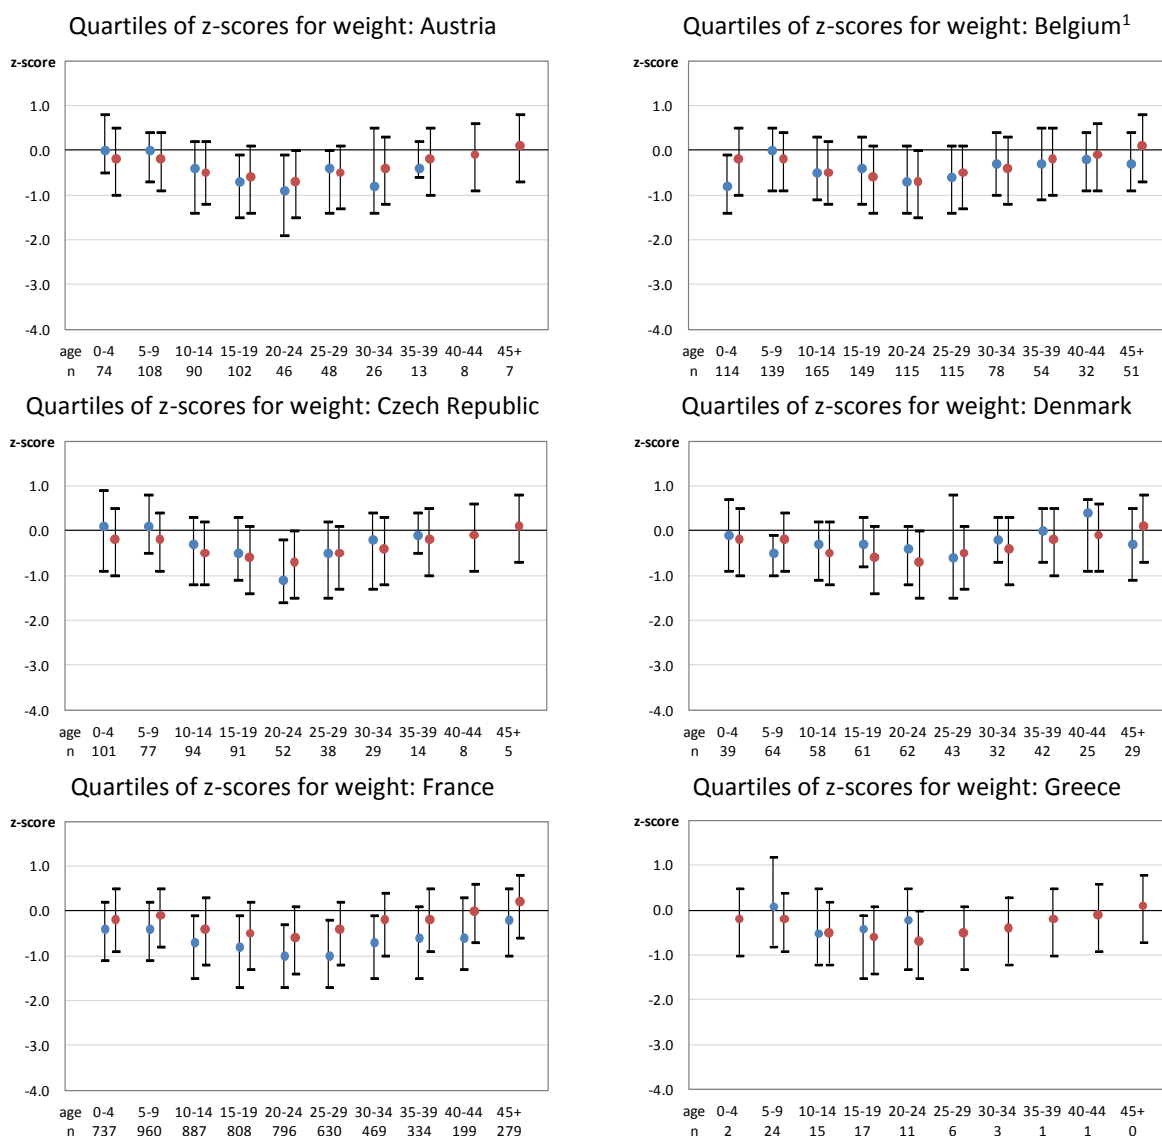 Quartiles of z-scores for weight: Austria
z-score
1.0
0.0
-1.0
-2.0
-3.0
-4.0
age 0-4 5-9 10-14 15-19 20-24 25-29 30-34 35-39 40-44 45+
n 74 108 90 102 46 48 26 13 8 7
Quartiles of z-scores for weight: Belgium¹
z-score
1.0
0.0
-1.0
-2.0
-3.0
-4.0
age 0-4 5-9 10-14 15-19 20-24 25-29 30-34 35-39 40-44 45+
n 114 139 165 149 115 115 78 54 32 51
Quartiles of z-scores for weight: Czech Republic
z-score
1.0
0.0
-1.0
-2.0
-3.0
-4.0
age 0-4 5-9 10-14 15-19 20-24 25-29 30-34 35-39 40-44 45+
n 101 77 94 91 52 38 29 14 8 5
Quartiles of z-scores for weight: Denmark
z-score
1.0
0.0
-1.0
-2.0
-3.0
-4.0
age 0-4 5-9 10-14 15-19 20-24 25-29 30-34 35-39 40-44 45+
n 39 64 58 61 62 43 32 42 25 29
Quartiles of z-scores for weight: France
z-score
1.0
0.0
-1.0
-2.0
-3.0
-4.0
age 0-4 5-9 10-14 15-19 20-24 25-29 30-34 35-39 40-44 45+
n 737 960 887 808 796 630 469 334 199 279
Quartiles of z-scores for weight: Greece
z-score
1.0
0.0
-1.0
-2.0
-3.0
-4.0
age 0-4 5-9 10-14 15-19 20-24 25-29 30-34 35-39 40-44 45+
n 2 24 15 17 11 6 3 1 1 0